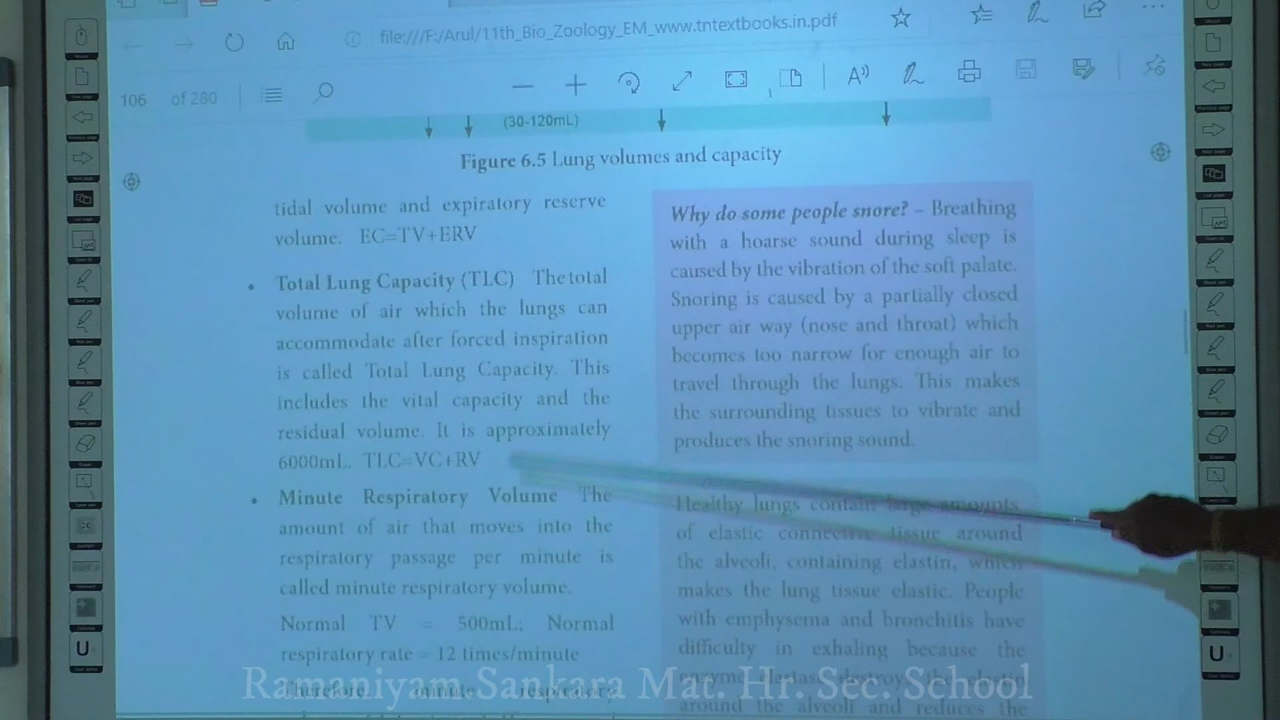 file:///F:/Arul/11th_Bio_Zoology_EM_www.tntextbooks.in.pdf
106 of 280
(30-120mL)
Figure 6.5 Lung volumes and capacity
tidal volume and expiratory reserve
volume. EC=TV+ERV
• Total Lung Capacity (TLC) The total
volume of air which the lungs can
accommodate after forced inspiration
is called Total Lung Capacity. This
includes the vital capacity and the
residual volume. It is approximately
6000mL. TLC=VC+RV
• Minute Respiratory Volume The
amount of air that moves into the
respiratory passage per minute is
called minute respiratory volume.
Normal TV = 500mL; Normal
respiratory rate = 12 times/minute
Therefore minute respiratory
Why do some people snore? – Breathing
with a hoarse sound during sleep is
caused by the vibration of the soft palate.
Snoring is caused by a partially closed
upper air way (nose and throat) which
becomes too narrow for enough air to
travel through the lungs. This makes
the surrounding tissues to vibrate and
produces the snoring sound.
Healthy lungs contain large amounts
of elastic connective tissue around
the alveoli, containing elastin, which
makes the lung tissue elastic. People
with emphysema and bronchitis have
difficulty in exhaling because the
enzyme elastase destroys the elastin
around the alveoli and reduces the
Ramaniyam Sankara Mat. Hr. Sec. School